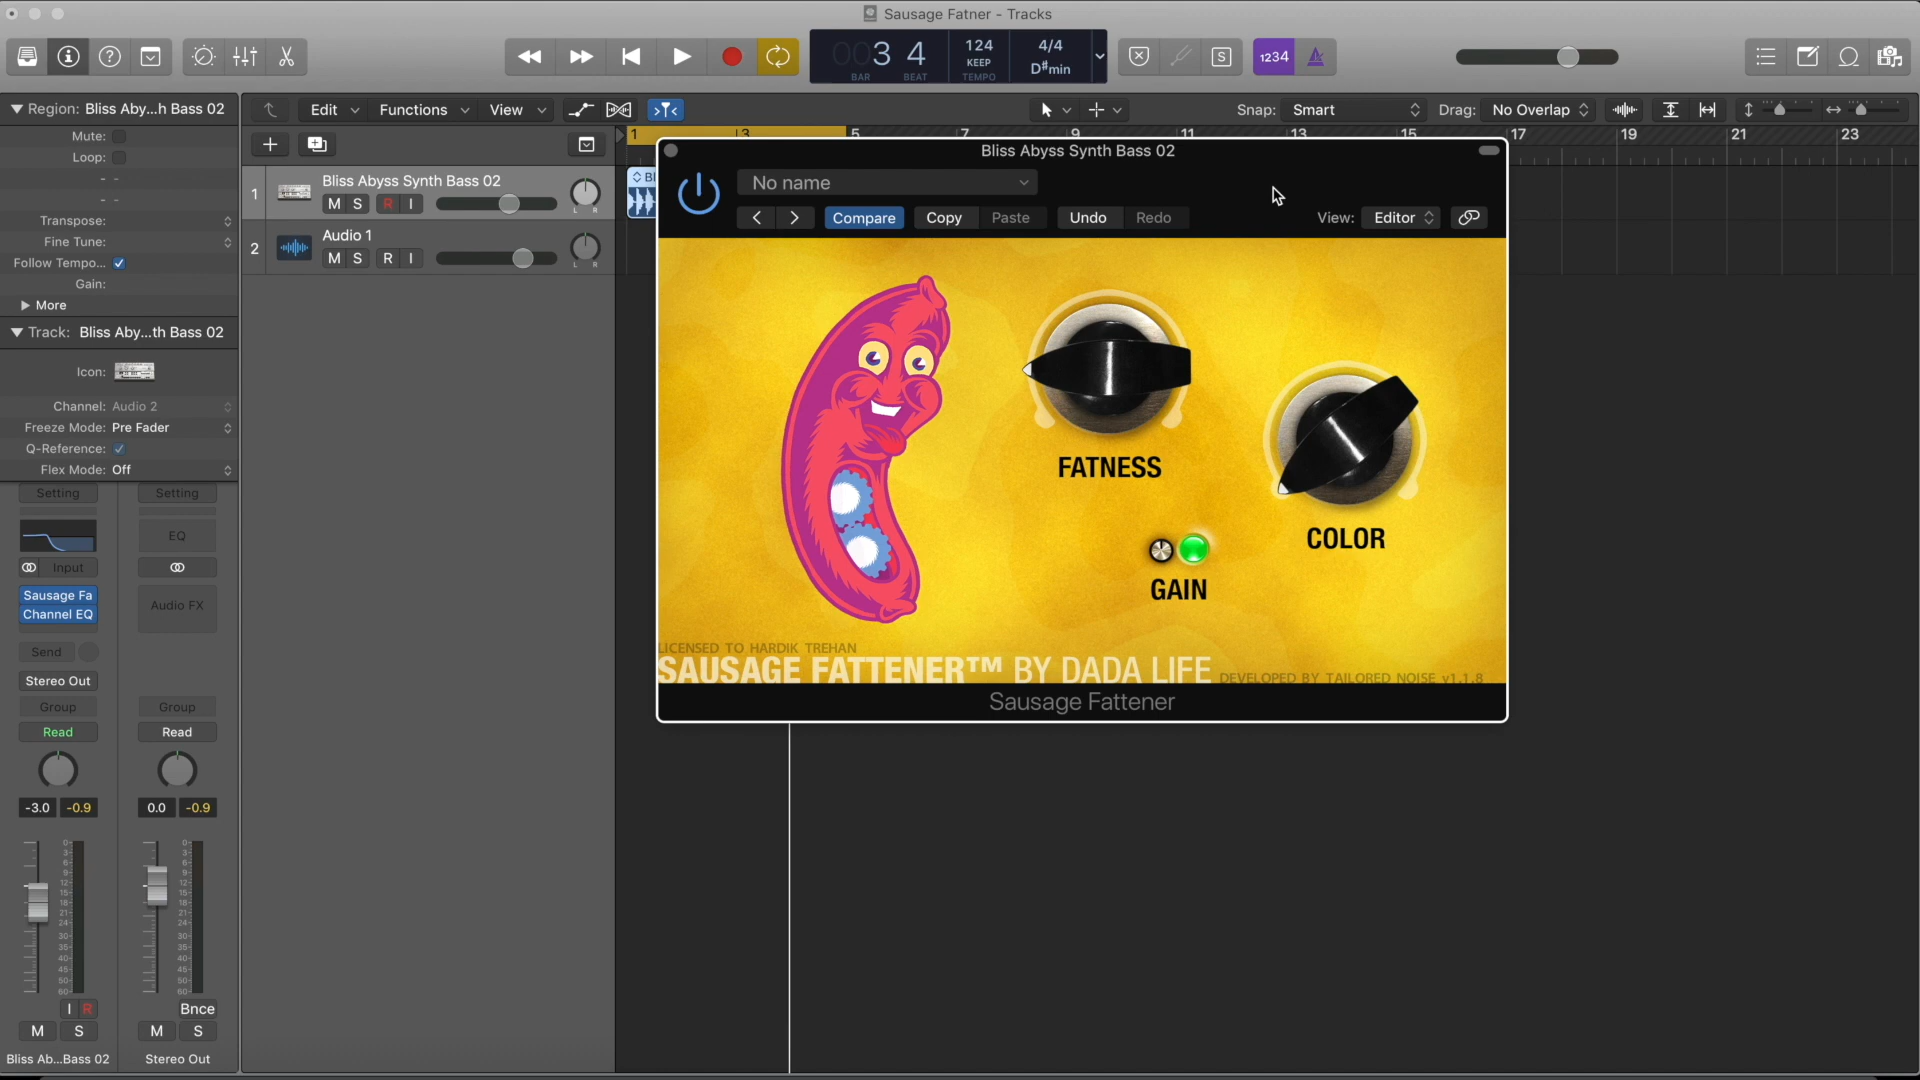 Sausage Fatner - Tracks
003 4
BAR BEAT
124
KEEP
TEMPO
4/4
D#min
S
1234
Region: Bliss Aby...h Bass 02
Edit
Functions
View
Snap: Smart
Drag: No Overlap
Mute:
Loop:
Transpose:
Fine Tune:
Follow Tempo...
Gain:
More
1 3 5 7 9 11 13 15 17 19 21 23
1
Bliss Abyss Synth Bass 02
M S R I
L R
2
Audio 1
M S R I
L R
Bl
Track: Bliss Aby...th Bass 02
Icon:
Channel: Audio 2
Freeze Mode: Pre Fader
Q-Reference:
Flex Mode: Off
Setting Setting
EQ
Input
Sausage Fa
Channel EQ
Audio FX
Send
Stereo Out
Group Group
Read Read
-3.0 -0.9 0.0 -0.9
I R Bnce
M S M S
Bliss Ab...Bass 02 Stereo Out
Bliss Abyss Synth Bass 02
No name
Compare Copy Paste Undo Redo
View: Editor
FATNESS
COLOR
GAIN
LICENSED TO HARDIK TREHAN
SAUSAGE FATTENER™ BY DADA LIFE DEVELOPED BY TAILORED NOISE v1.1.8
Sausage Fattener